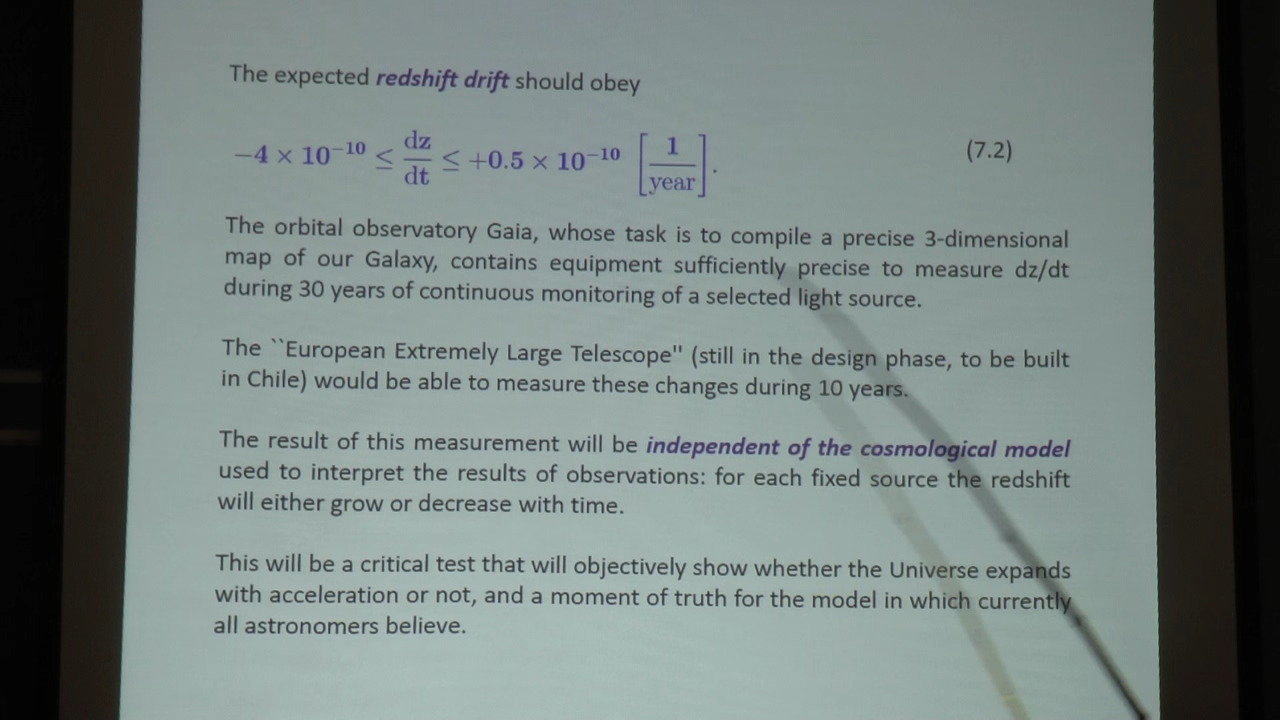 The expected redshift drift should obey
−4 × 10−10 ≤ dz/dt ≤ +0.5 × 10−10 [1/year]. (7.2)
The orbital observatory Gaia, whose task is to compile a precise 3-dimensional
map of our Galaxy, contains equipment sufficiently precise to measure dz/dt
during 30 years of continuous monitoring of a selected light source.
The ``European Extremely Large Telescope" (still in the design phase, to be built
in Chile) would be able to measure these changes during 10 years.
The result of this measurement will be independent of the cosmological model
used to interpret the results of observations: for each fixed source the redshift
will either grow or decrease with time.
This will be a critical test that will objectively show whether the Universe expands
with acceleration or not, and a moment of truth for the model in which currently
all astronomers believe.